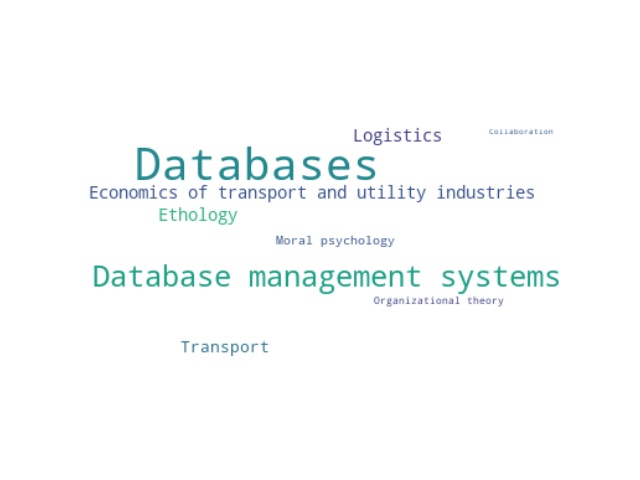 Logistics
Collaboration
Databases
Economics of transport and utility industries
Ethology
Moral psychology
Database management systems
Organizational theory
Transport